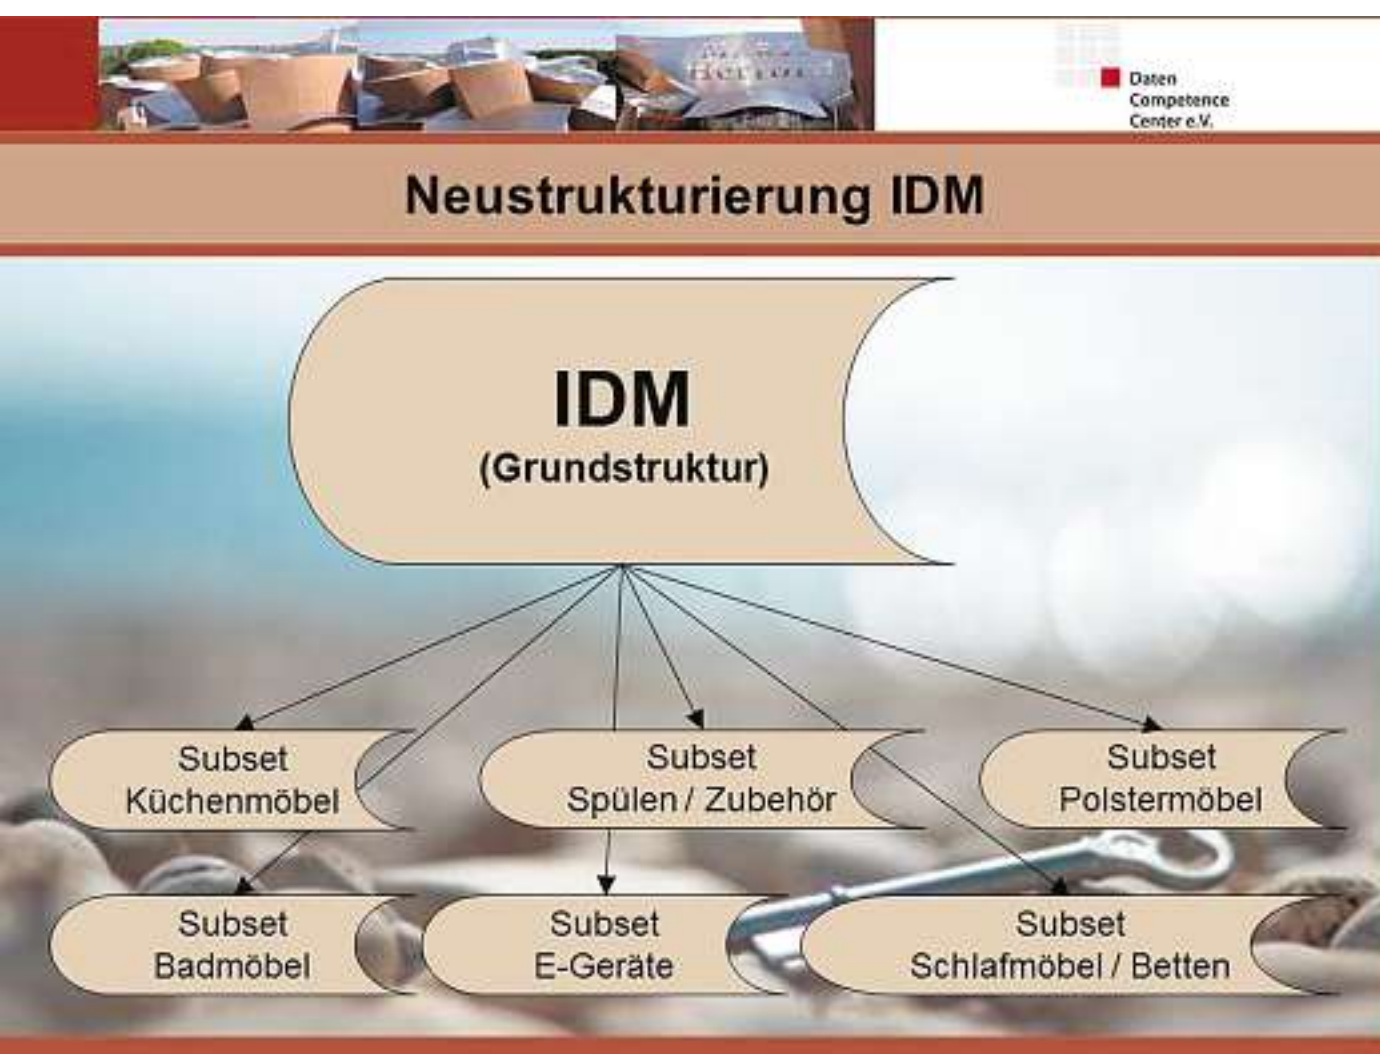 Daten
Competence
Center e.V.
Neustrukturierung IDM
IDM
(Grundstruktur)
Subset
Küchenmöbel
Subset
Spülen / Zubehör
Subset
Polstermöbel
Subset
Badmöbel
Subset
E-Geräte
Subset
Schlafmöbel / Betten